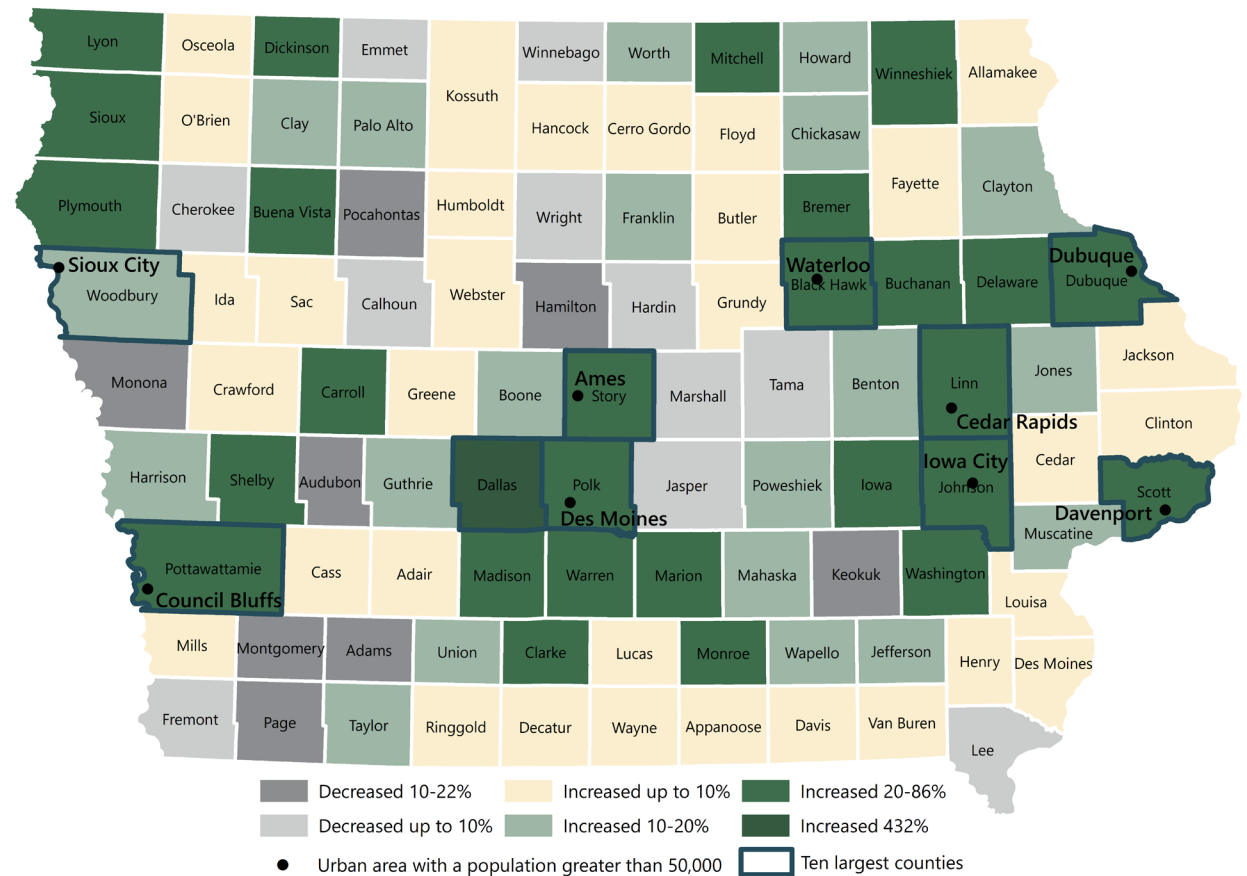 Lyon
Osceola
Dickinson
Emmet
Winnebago
Worth
Mitchell
Howard
Winneshiek
Allamakee
Kossuth
Sioux
O'Brien
Clay
Palo Alto
Hancock
Cerro Gordo
Floyd
Chickasaw
Fayette
Clayton
Plymouth
Cherokee
Buena Vista
Pocahontas
Humboldt
Wright
Franklin
Butler
Bremer
Sioux City
Woodbury
Ida
Sac
Calhoun
Webster
Hamilton
Hardin
Grundy
Waterloo
Black Hawk
Buchanan
Delaware
Dubuque
Dubuque
Monona
Crawford
Carroll
Greene
Boone
Ames
Story
Marshall
Tama
Benton
Linn
Cedar Rapids
Jones
Jackson
Clinton
Harrison
Shelby
Audubon
Guthrie
Dallas
Polk
Des Moines
Jasper
Poweshiek
Iowa
Iowa City
Johnson
Cedar
Scott
Davenport
Muscatine
Pottawattamie
Council Bluffs
Cass
Adair
Madison
Warren
Marion
Mahaska
Keokuk
Washington
Louisa
Mills
Montgomery
Adams
Union
Clarke
Lucas
Monroe
Wapello
Jefferson
Henry
Des Moines
Fremont
Page
Taylor
Ringgold
Decatur
Wayne
Appanoose
Davis
Van Buren
Lee
Decreased 10-22%
Increased up to 10%
Increased 20-86%
Decreased up to 10%
Increased 10-20%
Increased 432%
Urban area with a population greater than 50,000
Ten largest counties